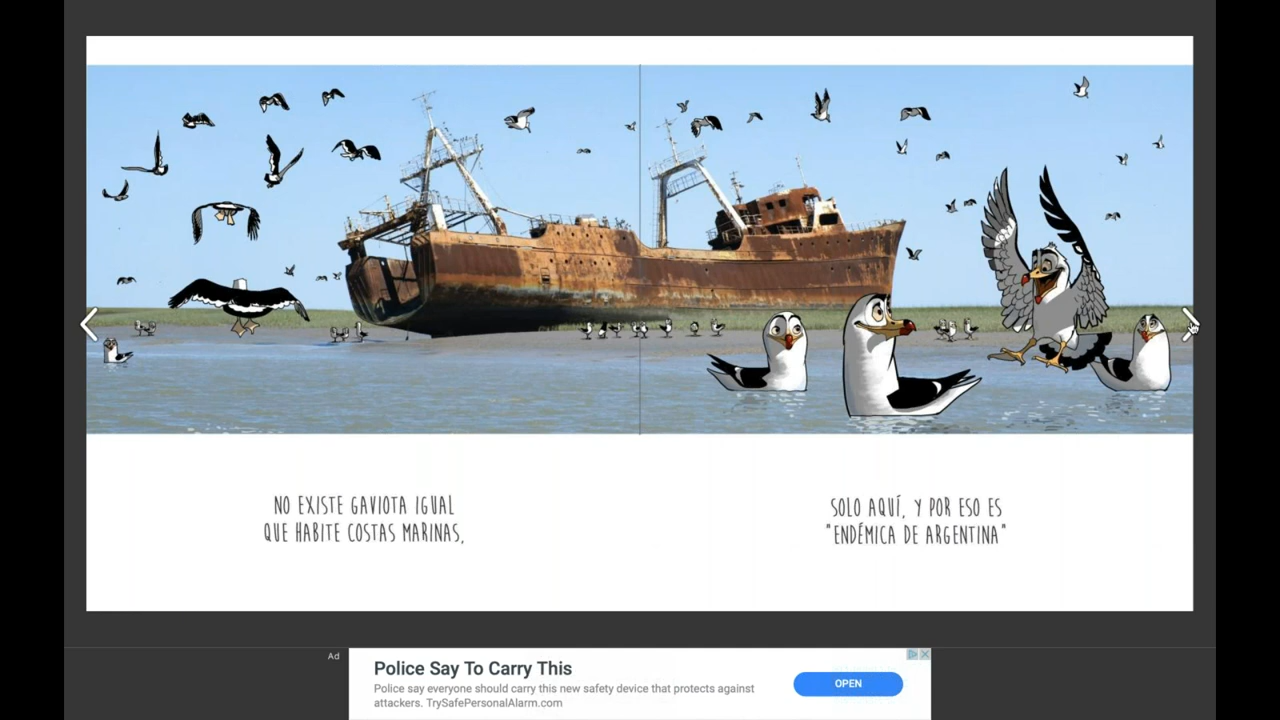 NO EXISTE GAVIOTA IGUAL
QUE HABITE COSTAS MARINAS,
SOLO AQUÍ, Y POR ESO ES
"ENDÉMICA DE ARGENTINA"
Ad
Police Say To Carry This
Police say everyone should carry this new safety device that protects against
attackers. TrySafePersonalAlarm.com
OPEN